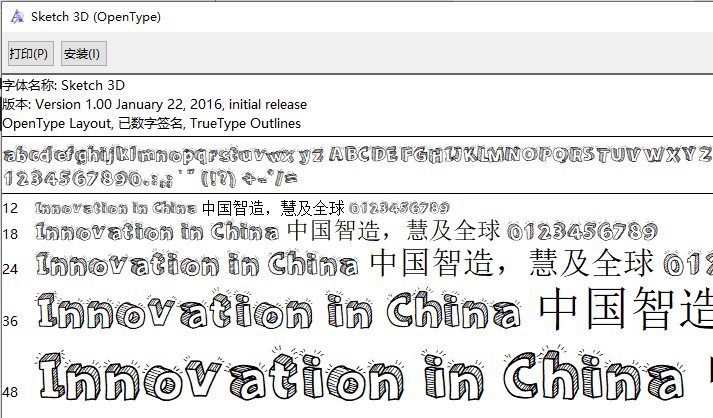 Sketch 3D (OpenType)
打印(P) 安装(I)
字体名称: Sketch 3D
版本: Version 1.00 January 22, 2016, initial release
OpenType Layout, 已数字签名, TrueType Outlines
abcdefghijklmnopqrstuvwxyz ABCDEFGHIJKLMNOPQRSTUVWXYZ
1234567890.:,; ' " (!?) +-*/=
12 Innovation in China 中国智造，慧及全球 0123456789
18 Innovation in China 中国智造，慧及全球 0123456789
24 Innovation in China 中国智造，慧及全球 012
36 Innovation in China 中国智造
48 Innovation in China